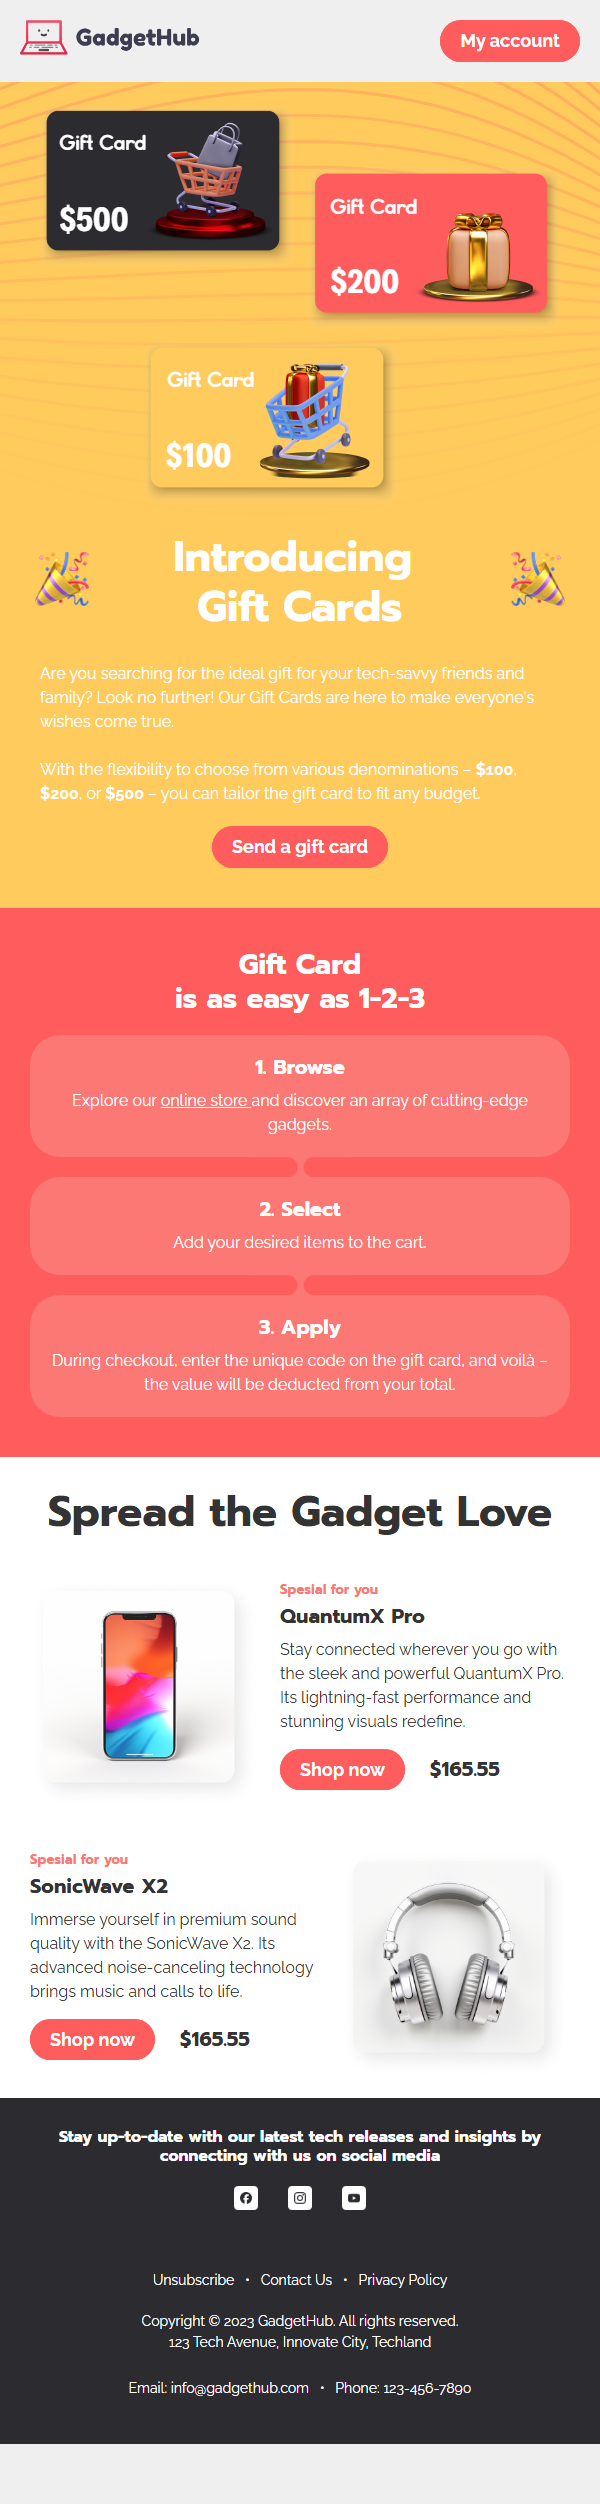 GadgetHub
My account
Gift Card
$500
Gift Card
$200
Gift Card
$100
Introducing
Gift Cards
Are you searching for the ideal gift for your tech-savvy friends and
family? Look no further! Our Gift Cards are here to make everyone's
wishes come true.
With the flexibility to choose from various denominations – $100,
$200, or $500 – you can tailor the gift card to fit any budget.
Send a gift card
Gift Card
is as easy as 1-2-3
1. Browse
Explore our online store and discover an array of cutting-edge
gadgets.
2. Select
Add your desired items to the cart.
3. Apply
During checkout, enter the unique code on the gift card, and voilà –
the value will be deducted from your total.
Spread the Gadget Love
Spesial for you
QuantumX Pro
Stay connected wherever you go with
the sleek and powerful QuantumX Pro.
Its lightning-fast performance and
stunning visuals redefine.
Shop now $165.55
Spesial for you
SonicWave X2
Immerse yourself in premium sound
quality with the SonicWave X2. Its
advanced noise-canceling technology
brings music and calls to life.
Shop now $165.55
Stay up-to-date with our latest tech releases and insights by
connecting with us on social media
Unsubscribe • Contact Us • Privacy Policy
Copyright © 2023 GadgetHub. All rights reserved.
123 Tech Avenue, Innovate City, Techland
Email: info@gadgethub.com • Phone: 123-456-7890